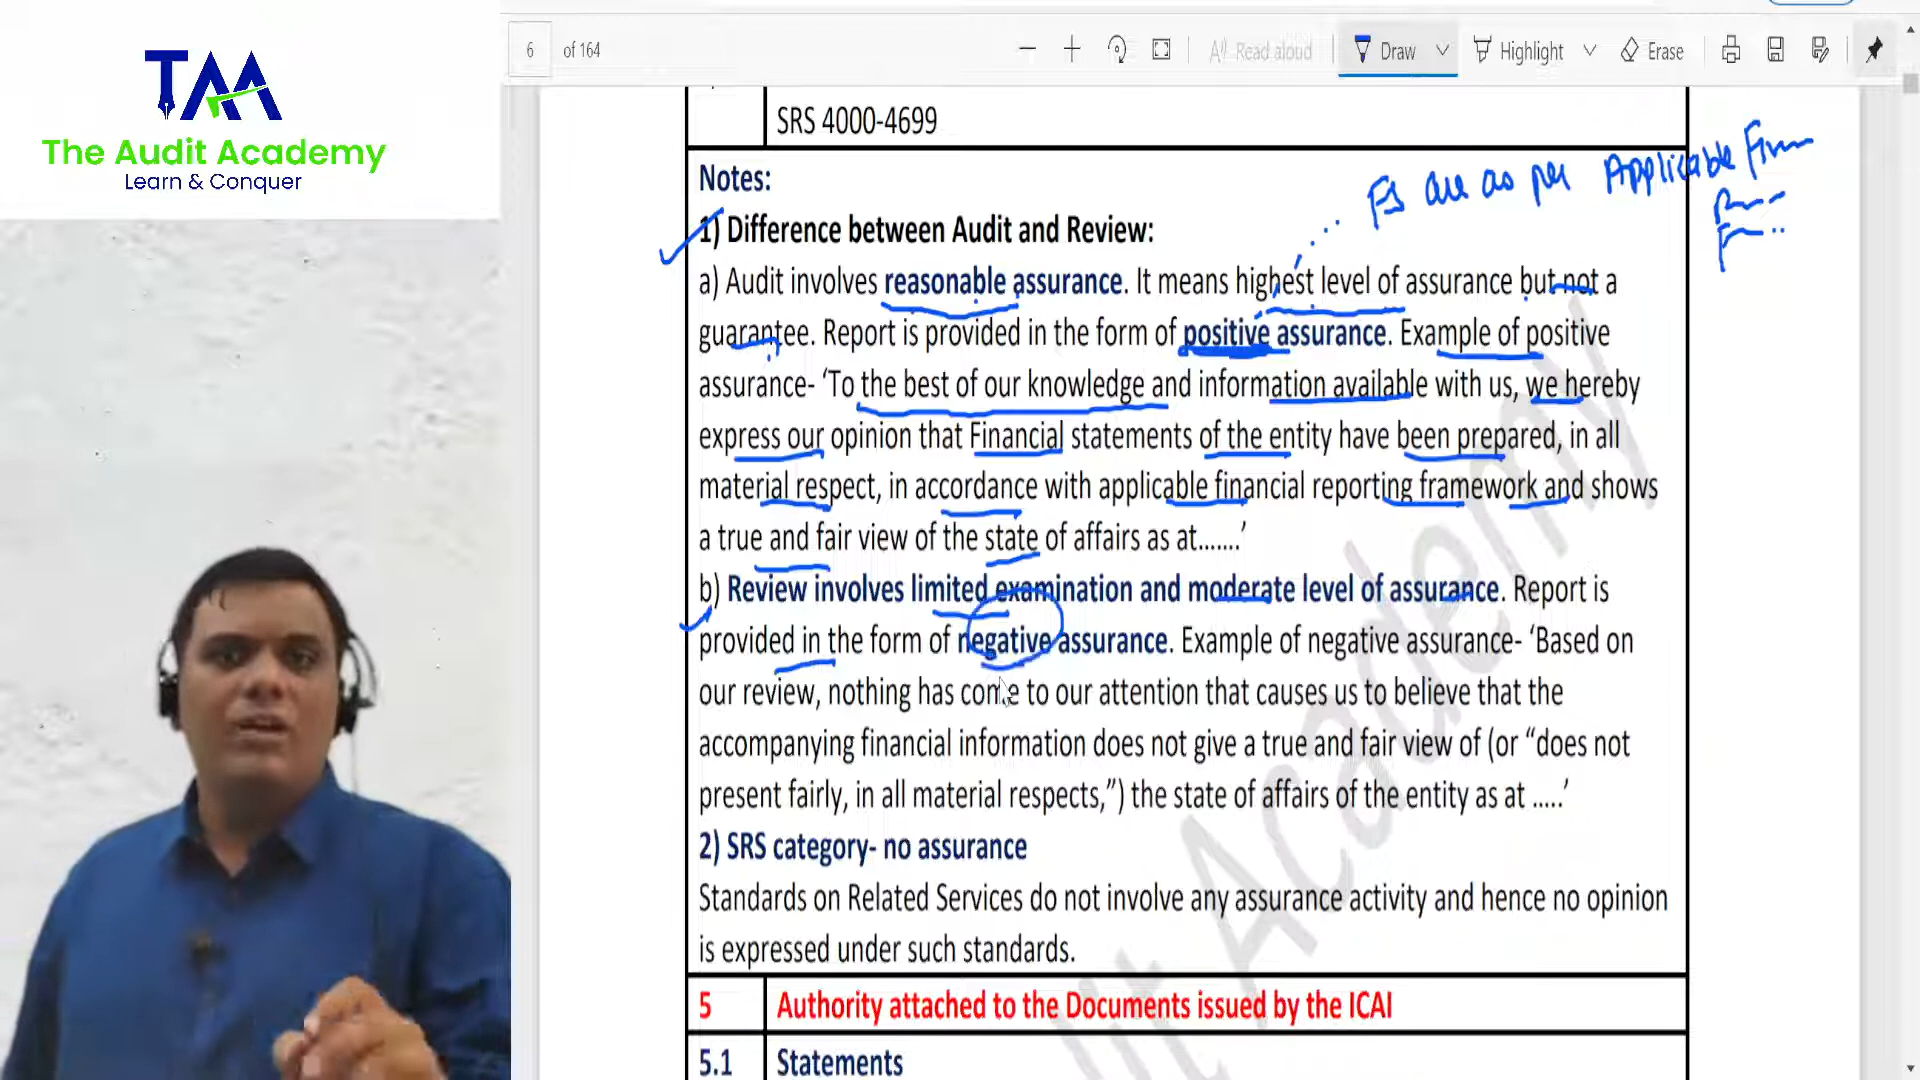 TAA
The Audit Academy
Learn & Conquer
6 of 164
Read aloud
Draw
Highlight
Erase
SRS 4000-4699
Notes:
FS are as per Applicable Fin
1) Difference between Audit and Review:
a) Audit involves reasonable assurance. It means highest level of assurance but not a
guarantee. Report is provided in the form of positive assurance. Example of positive
assurance- ‘To the best of our knowledge and information available with us, we hereby
express our opinion that Financial statements of the entity have been prepared, in all
material respect, in accordance with applicable financial reporting framework and shows
a true and fair view of the state of affairs as at…….’
b) Review involves limited examination and moderate level of assurance. Report is
provided in the form of negative assurance. Example of negative assurance- ‘Based on
our review, nothing has come to our attention that causes us to believe that the
accompanying financial information does not give a true and fair view of (or “does not
present fairly, in all material respects,”) the state of affairs of the entity as at …..’
2) SRS category- no assurance
Standards on Related Services do not involve any assurance activity and hence no opinion
is expressed under such standards.
5 Authority attached to the Documents issued by the ICAI
5.1 Statements